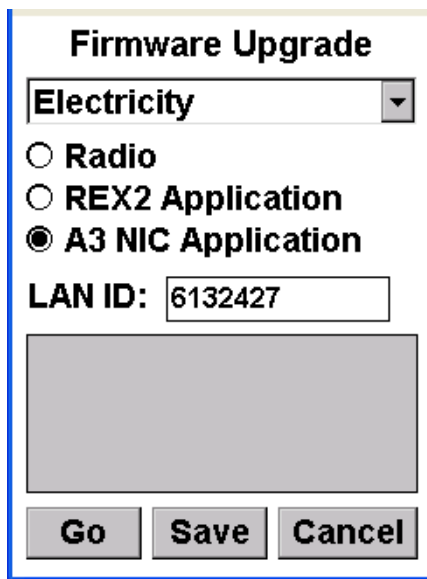 Firmware Upgrade
Electricity
Radio
REX2 Application
A3 NIC Application
LAN ID: 6132427
Go Save Cancel